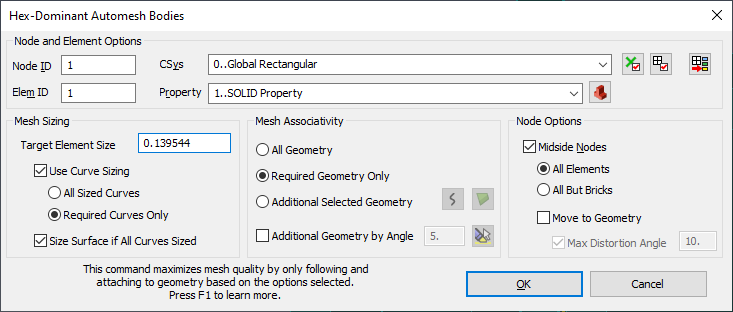 Hex-Dominant Automesh Bodies
Node and Element Options
Node ID 1 CSys 0..Global Rectangular
Elem ID 1 Property 1..SOLID Property
Mesh Sizing
Target Element Size 0.139544
Use Curve Sizing
All Sized Curves
Required Curves Only
Size Surface if All Curves Sized
Mesh Associativity
All Geometry
Required Geometry Only
Additional Selected Geometry
Additional Geometry by Angle 5.
Node Options
Midside Nodes
All Elements
All But Bricks
Move to Geometry
Max Distortion Angle 10.
This command maximizes mesh quality by only following and
attaching to geometry based on the options selected.
Press F1 to learn more.
OK Cancel